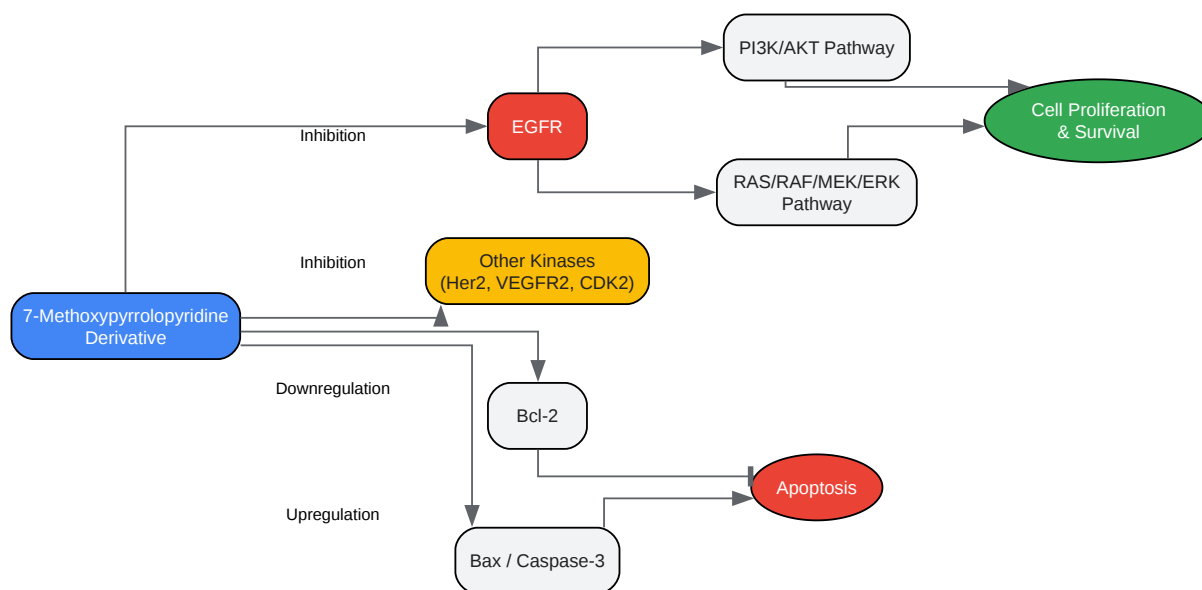 PI3K/AKT Pathway
Cell Proliferation
& Survival
EGFR
Inhibition
RAS/RAF/MEK/ERK
Pathway
Inhibition
Other Kinases
(Her2, VEGFR2, CDK2)
7-Methoxypyrrolopyridine
Derivative
Downregulation
Bcl-2
Apoptosis
Upregulation
Bax / Caspase-3